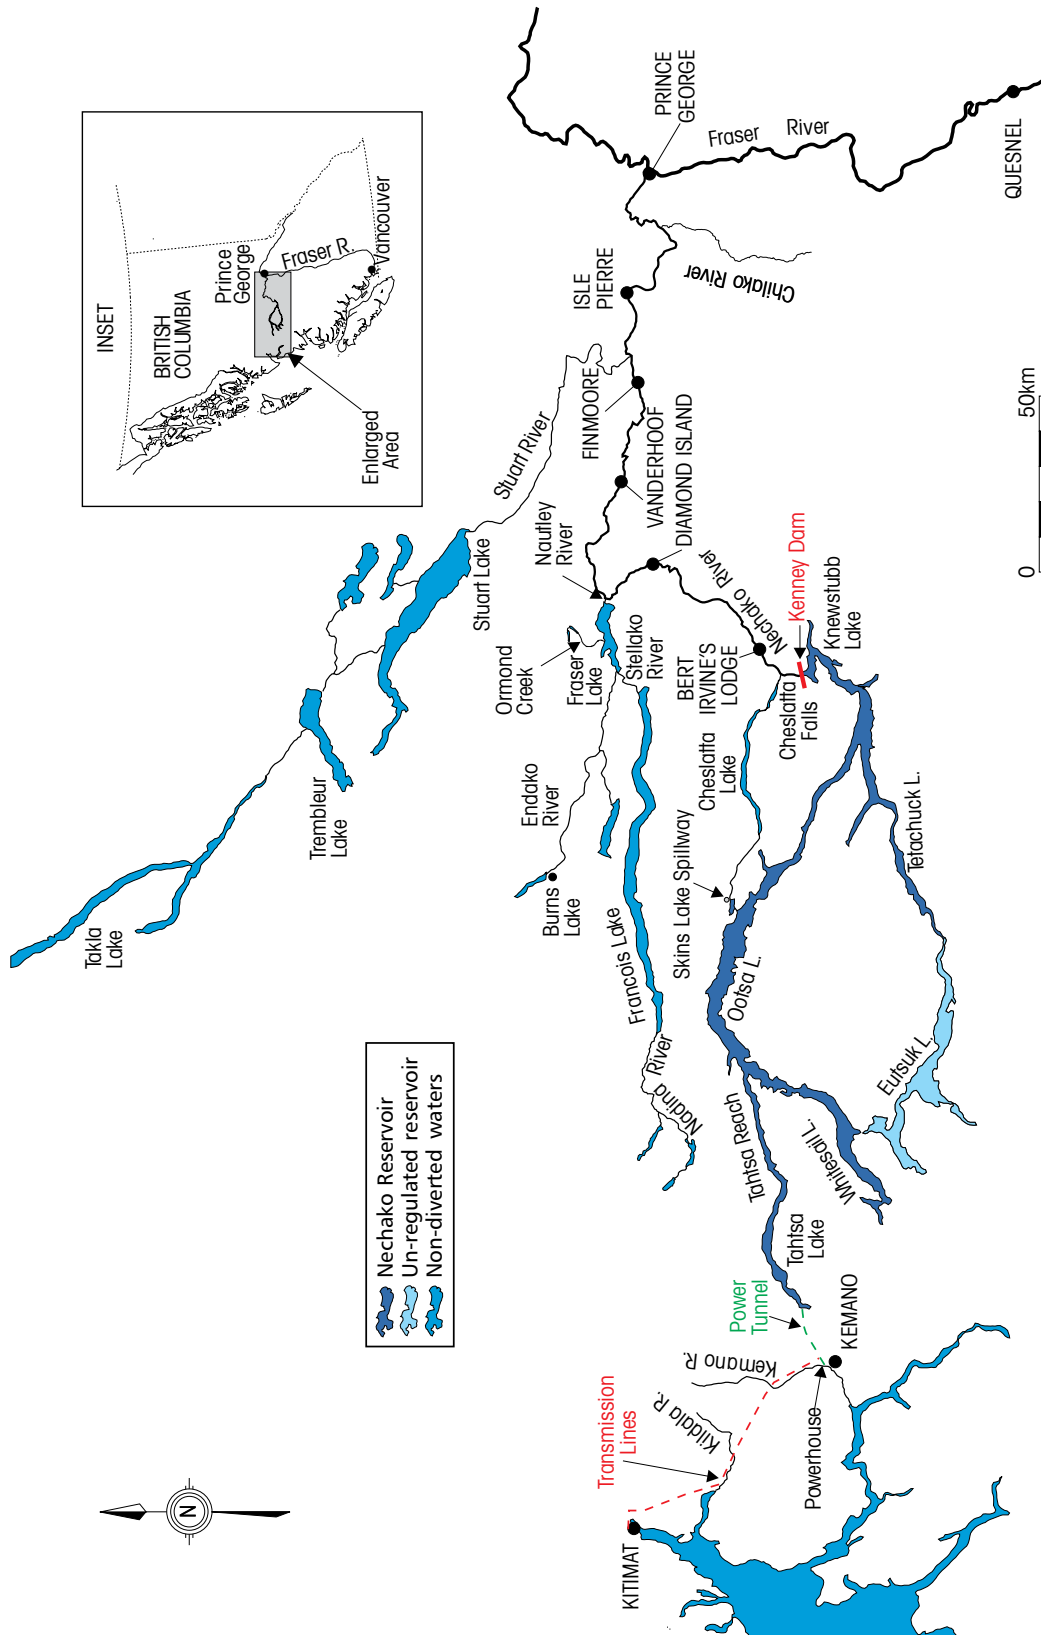 INSET
BRITISH
COLUMBIA
Prince
George
Fraser R.
Vancouver
Enlarged
Area
PRINCE
GEORGE
Fraser River
QUESNEL
ISLE
PIERRE
Chilako River
FINMOORE
VANDERHOOF
DIAMOND ISLAND
Stuart River
Nautley
River
Stuart Lake
Ormond
Creek
Fraser
Lake
Stellako
River
Nechako River
BERT
IRVINE'S
LODGE
Kenney Dam
Knewstubb
Lake
Cheslatta
Falls
Cheslatta
Lake
Trembleur
Lake
Takla
Lake
Endako
River
Burns
Lake
Francois Lake
Skins Lake Spillway
Ootsa L.
Tetachuck L.
Eutsuk L.
Nadina River
Tahtsa Reach
Whitesail L.
Tahtsa
Lake
Nechako Reservoir
Un-regulated reservoir
Non-diverted waters
Power
Tunnel
KEMANO
Kemano R.
Kildala R.
Powerhouse
Transmission
Lines
KITIMAT
N
0 50km